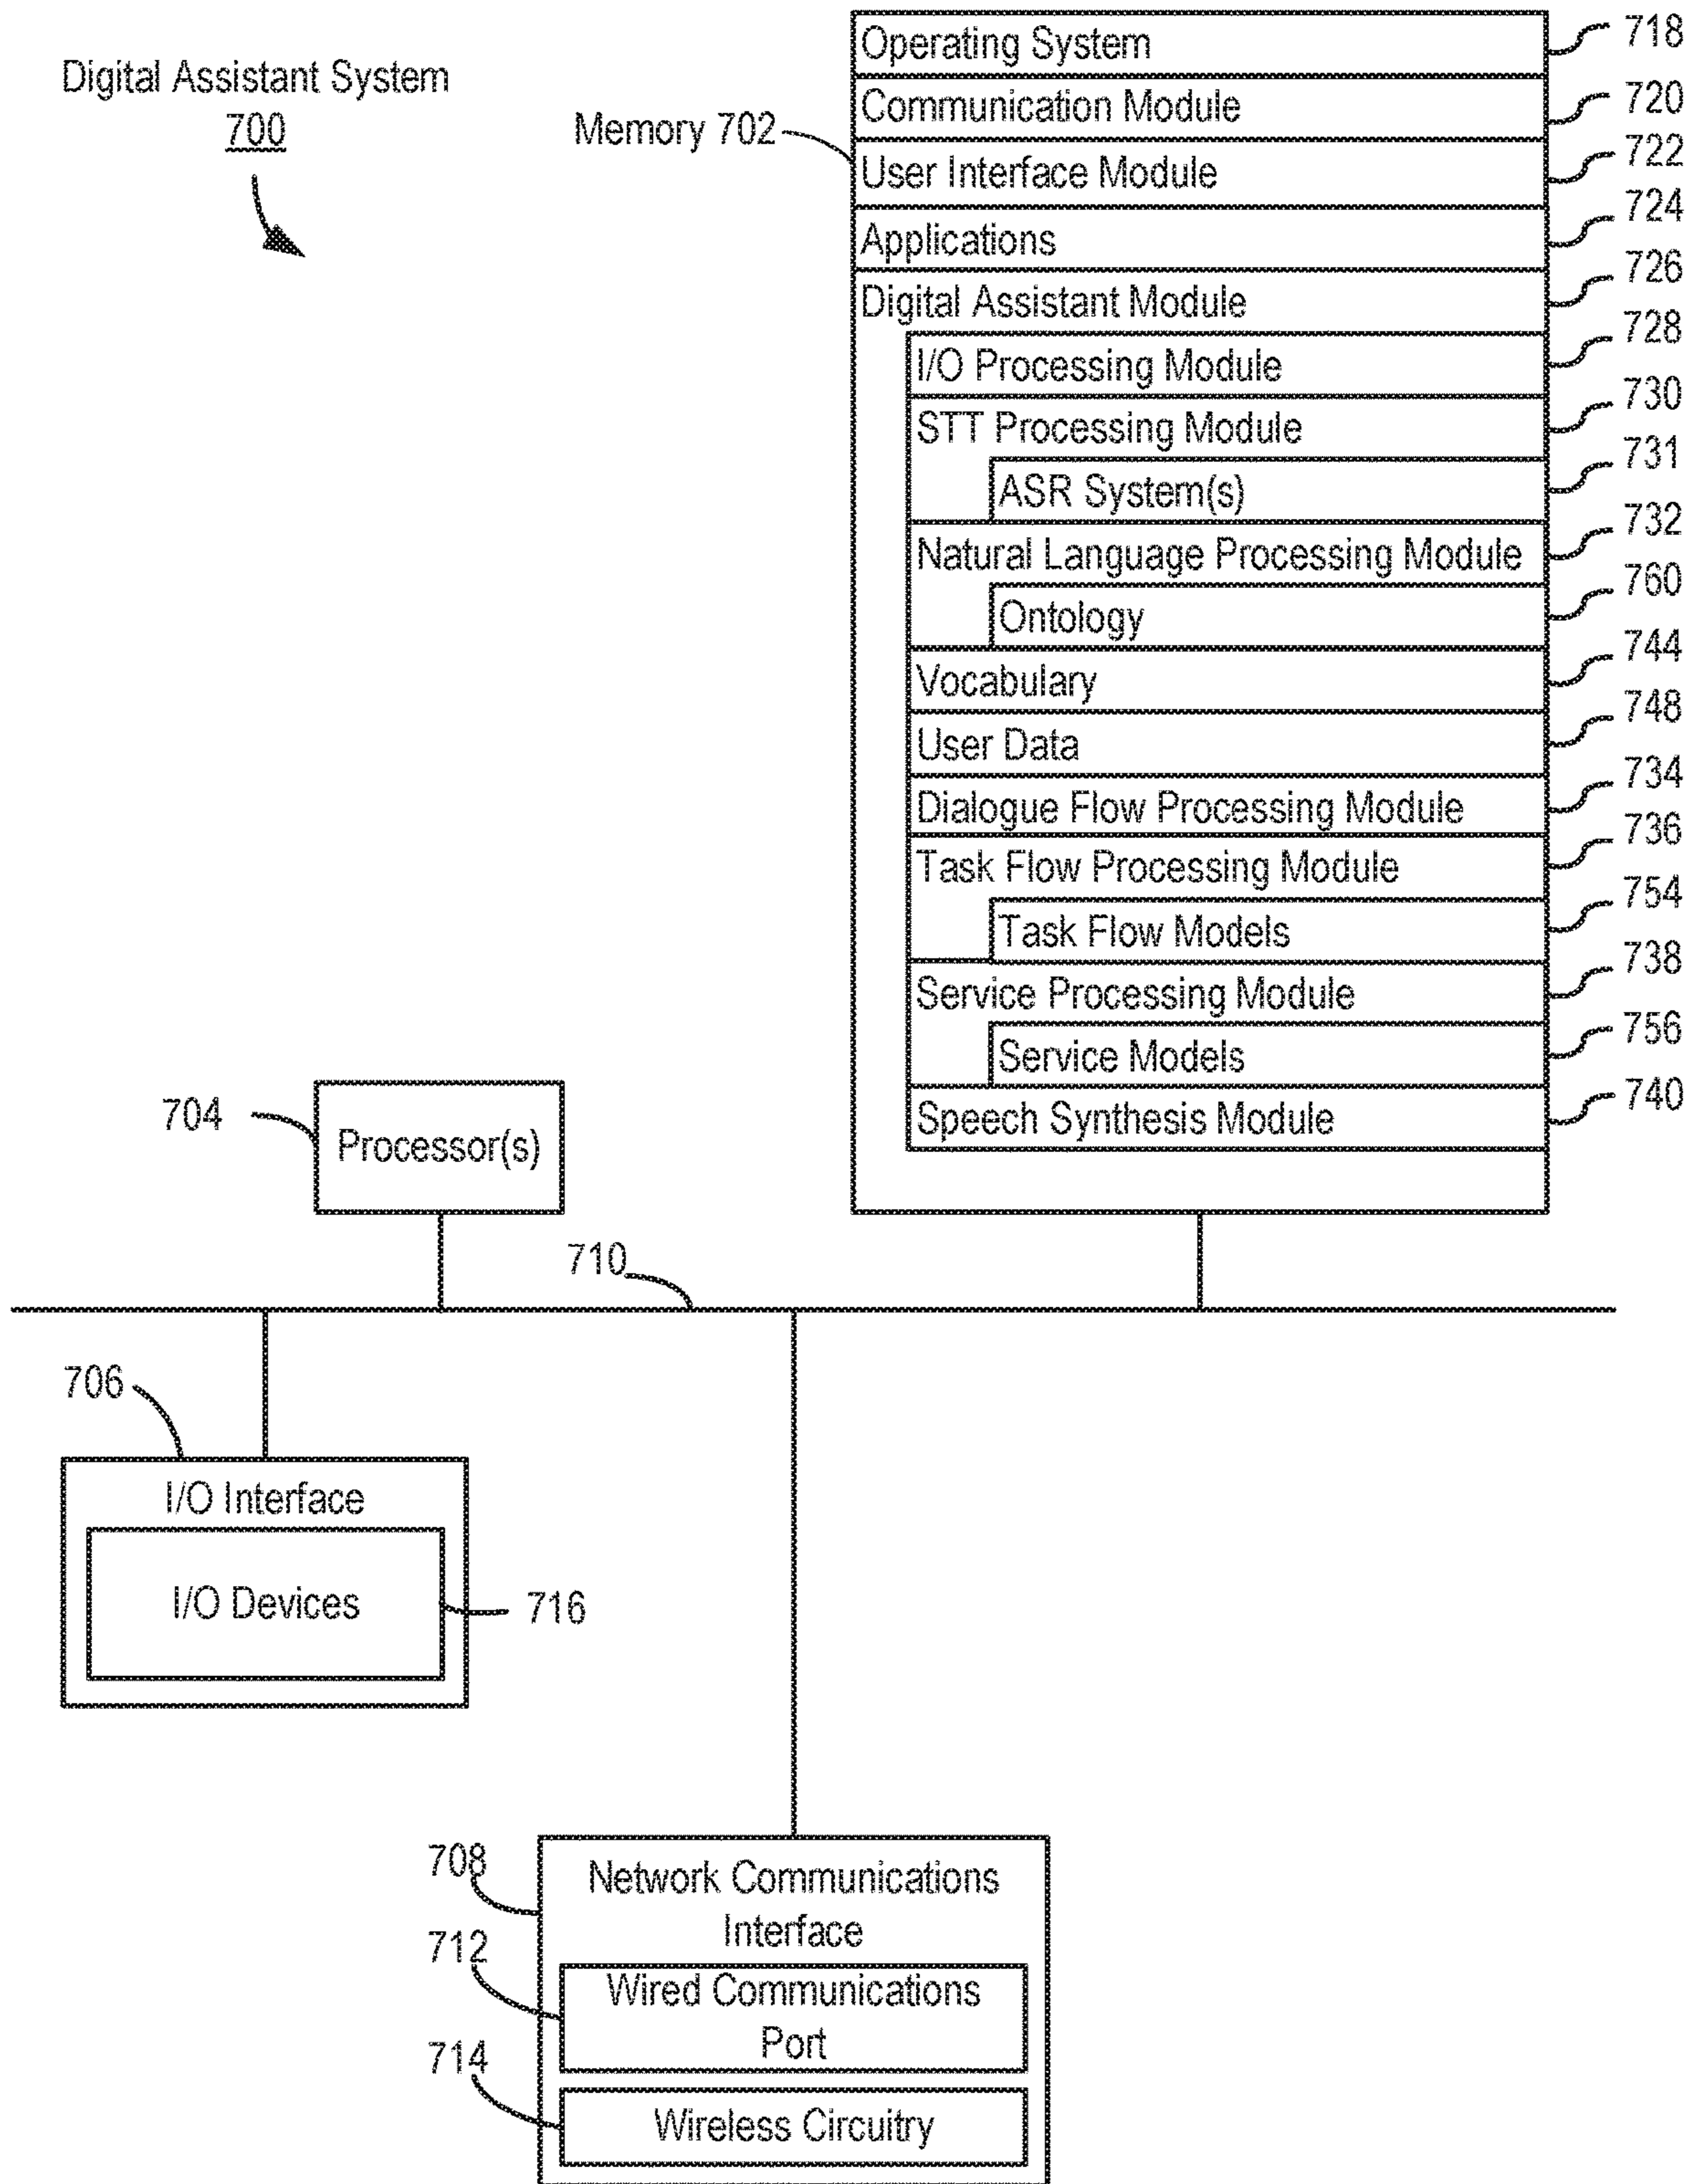 Digital Assistant System
700
Memory 702
Operating System 718
Communication Module 720
User Interface Module 722
Applications 724
Digital Assistant Module 726
I/O Processing Module 728
STT Processing Module 730
ASR System(s) 731
Natural Language Processing Module 732
Ontology 760
Vocabulary 744
User Data 748
Dialogue Flow Processing Module 734
Task Flow Processing Module 736
Task Flow Models 754
Service Processing Module 738
Service Models 756
Speech Synthesis Module 740
704
Processor(s)
710
706
I/O Interface
I/O Devices
716
708
Network Communications
Interface
712
Wired Communications
Port
714
Wireless Circuitry